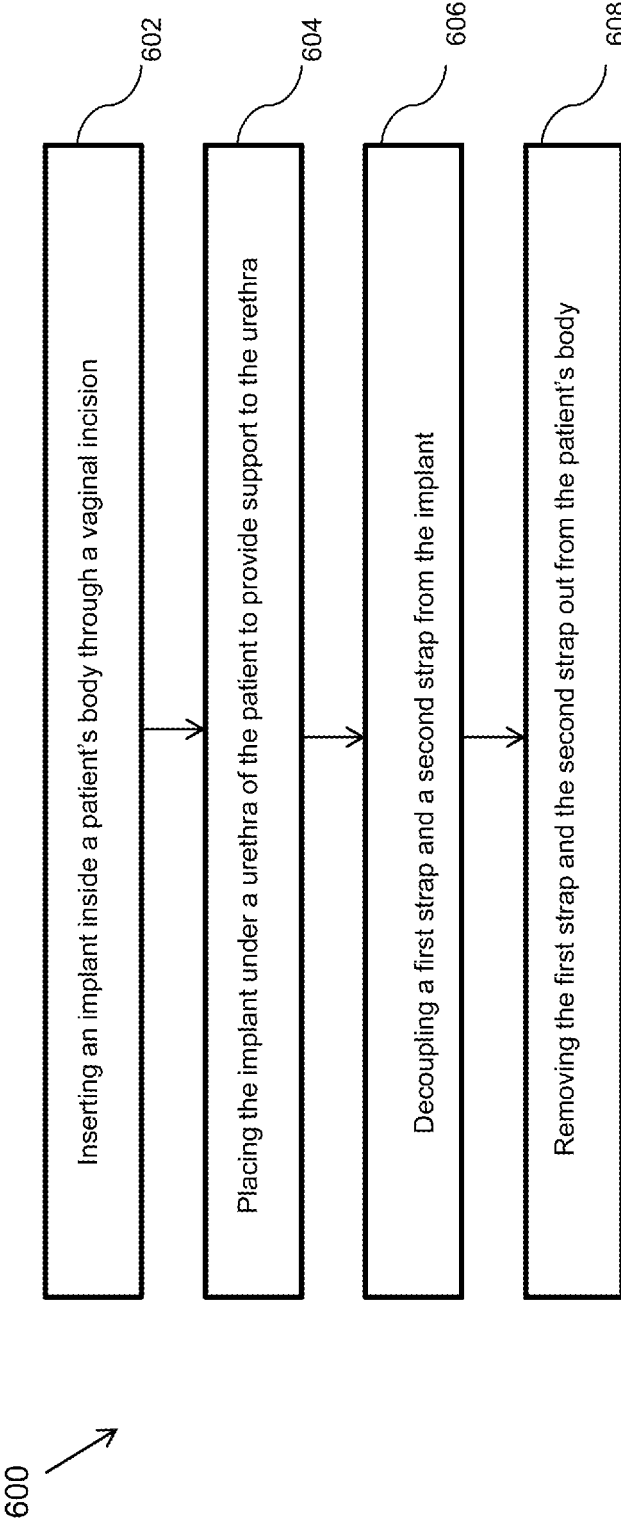 600
Inserting an implant inside a patient's body through a vaginal incision
602
Placing the implant under a urethra of the patient to provide support to the urethra
604
Decoupling a first strap and a second strap from the implant
606
Removing the first strap and the second strap out from the patient's body
608